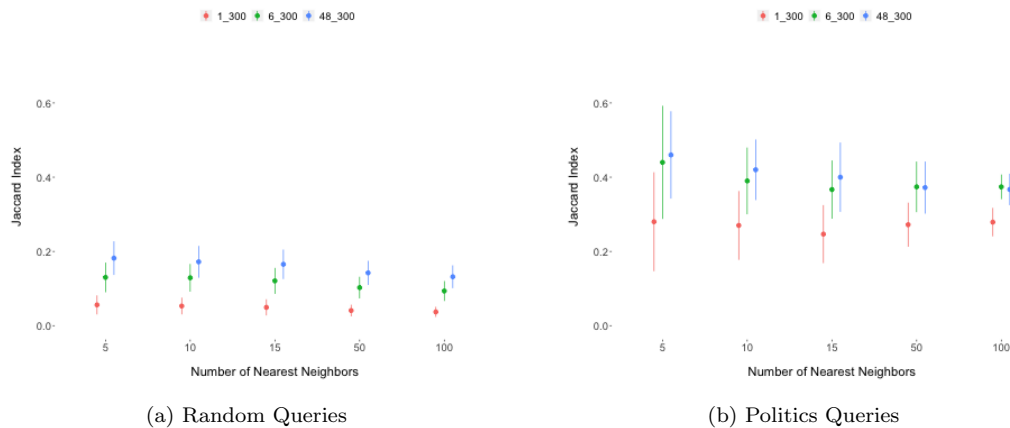 1_300 6_300 48_300
0.6
0.4
0.2
0.0
Jaccard Index
5 10 15 50 100
Number of Nearest Neighbors
(a) Random Queries
1_300 6_300 48_300
0.6
0.4
0.2
0.0
Jaccard Index
5 10 15 50 100
Number of Nearest Neighbors
(b) Politics Queries